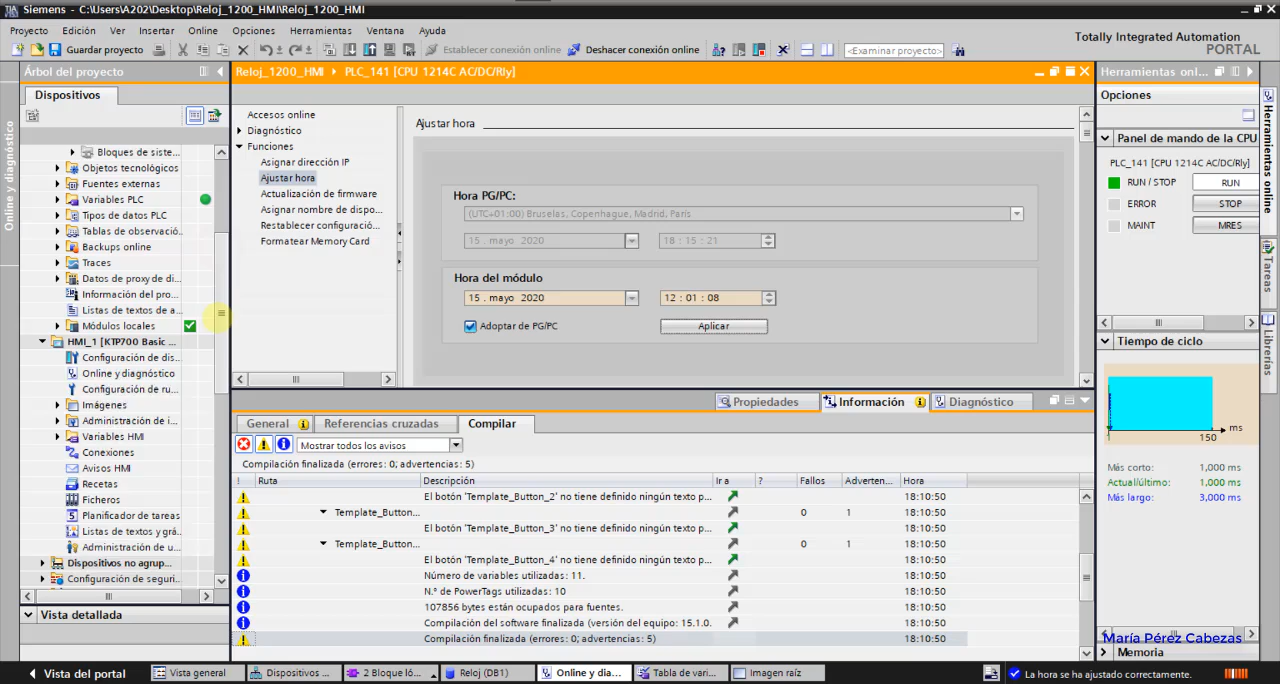 Siemens - C:\Users\A202\Desktop\Reloj_1200_HMI\Reloj_1200_HMI
Proyecto Edición Ver Insertar Online Opciones Herramientas Ventana Ayuda
Guardar proyecto Establecer conexión online Deshacer conexión online <Examinar proyecto>
Totally Integrated Automation
PORTAL
Árbol del proyecto
Dispositivos
Bloques de siste...
Objetos tecnológicos
Fuentes externas
Variables PLC
Tipos de datos PLC
Tablas de observació...
Backups online
Traces
Datos de proxy de di...
Información del pro...
Listas de textos de a...
Módulos locales
HMI_1 [KTP700 Basic ...
Configuración de dis...
Online y diagnóstico
Configuración de ru...
Imágenes
Administración de i...
Variables HMI
Conexiones
Avisos HMI
Recetas
Ficheros
Planificador de tareas
Listas de textos y grá...
Administración de u...
Dispositivos no agrup...
Configuración de seguri...
Vista detallada
Online y diagnóstico
Reloj_1200_HMI PLC_141 [CPU 1214C AC/DC/Rly]
Accesos online
Diagnóstico
Funciones
Asignar dirección IP
Ajustar hora
Actualización de firmware
Asignar nombre de dispo...
Restablecer configuració...
Formatear Memory Card
Ajustar hora
Hora PG/PC:
(UTC+01:00) Bruselas, Copenhague, Madrid, París
15 . mayo 2020 18 : 15 : 21
Hora del módulo
15 . mayo 2020 12 : 01 : 08
Adoptar de PG/PC Aplicar
Propiedades Información Diagnóstico
General Referencias cruzadas Compilar
Mostrar todos los avisos
Compilación finalizada (errores: 0; advertencias: 5)
! Ruta Descripción Ir a ? Fallos Adverten... Hora
El botón 'Template_Button_2' no tiene definido ningún texto p... 18:10:50
Template_Button... 0 1 18:10:50
El botón 'Template_Button_3' no tiene definido ningún texto p... 18:10:50
Template_Button... 0 1 18:10:50
El botón 'Template_Button_4' no tiene definido ningún texto p... 18:10:50
Número de variables utilizadas: 11. 18:10:50
N.º de PowerTags utilizadas: 10 18:10:50
107856 bytes están ocupados para fuentes. 18:10:50
Compilación del software finalizada (versión del equipo: 15.1.0. 18:10:50
Compilación finalizada (errores: 0; advertencias: 5) 18:10:50
Herramientas onl...
Opciones
Panel de mando de la CPU
PLC_141 [CPU 1214C AC/DC/Rly]
RUN / STOP RUN
ERROR STOP
MAINT MRES
Tiempo de ciclo
ms
1 150
Más corto: 1,000 ms
Actual/último: 1,000 ms
Más largo: 3,000 ms
María Pérez Cabezas
Memoria
Herramientas online
Tareas
Librerías
Vista del portal Vista general Dispositivos ... 2 Bloque ló... Reloj (DB1) Online y dia... Tabla de vari... Imagen raíz La hora se ha ajustado correctamente.